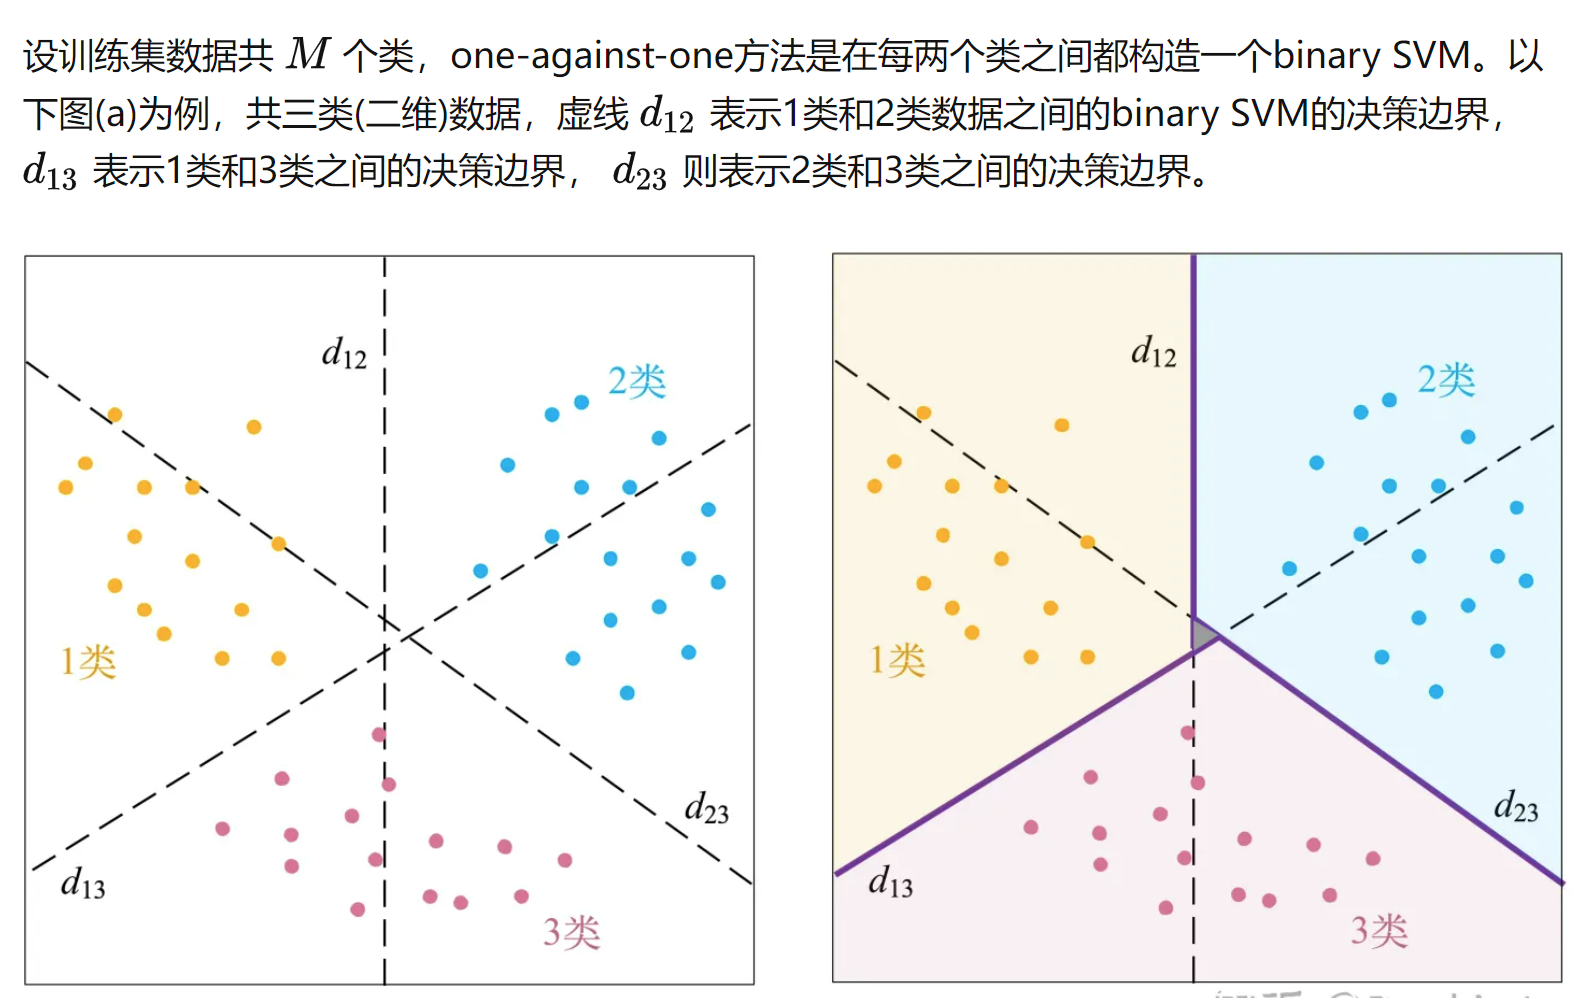 设训练集数据共 M 个类，one-against-one方法是在每两个类之间都构造一个binary SVM。以
下图(a)为例，共三类(二维)数据，虚线 d12 表示1类和2类数据之间的binary SVM的决策边界，
d13 表示1类和3类之间的决策边界， d23 则表示2类和3类之间的决策边界。
d12
2类
1类
d23
d13
3类
d12
2类
1类
d23
d13
3类